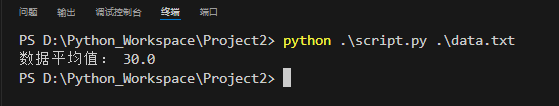 问题 输出 调试控制台 终端 端口
PS D:\Python_Workspace\Project2> python .\script.py .\data.txt
数据平均值： 30.0
PS D:\Python_Workspace\Project2>